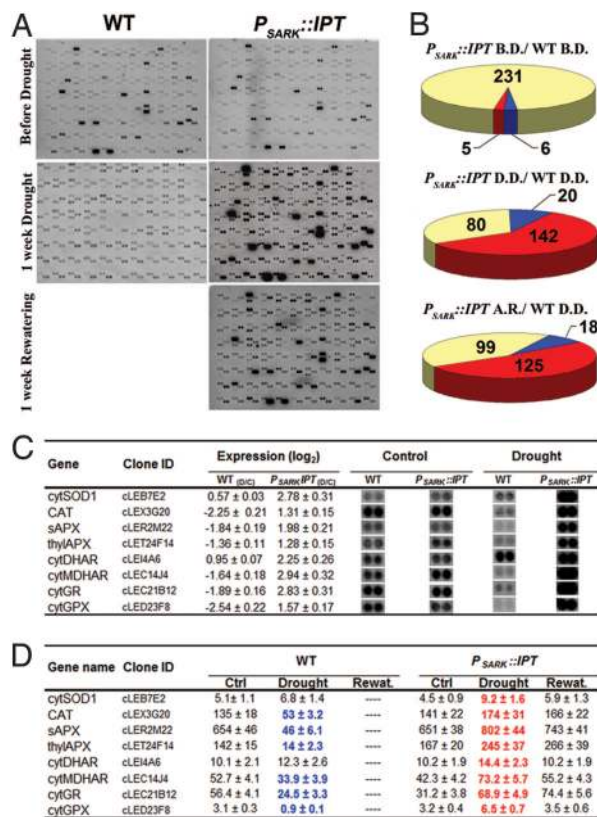 A
WT
P SARK::IPT
Before Drought
1 week Drought
1 week Rewatering
B
P SARK::IPT B.D./ WT B.D.
231
5
6
P SARK::IPT D.D./ WT D.D.
20
80
142
P SARK::IPT A.R./ WT D.D.
18
99
125
C
Expression (log2) Control Drought
Gene Clone ID WT (D/C) P SARK IPT (D/C) WT P SARK::IPT WT P SARK::IPT
cytSOD1 cLEB7E2 0.57 ± 0.03 2.78 ± 0.31
CAT cLEX3G20 -2.25 ± 0.21 1.31 ± 0.15
sAPX cLER2M22 -1.84 ± 0.19 1.98 ± 0.21
thylAPX cLET24F14 -1.36 ± 0.11 1.28 ± 0.15
cytDHAR cLEI4A6 0.95 ± 0.07 2.25 ± 0.26
cytMDHAR cLEC14J4 -1.64 ± 0.18 2.94 ± 0.32
cytGR cLEC21B12 -1.89 ± 0.16 2.83 ± 0.31
cytGPX cLED23F8 -2.54 ± 0.22 1.57 ± 0.17
D
WT P SARK::IPT
Gene name Clone ID Ctrl Drought Rewat. Ctrl Drought Rewat.
cytSOD1 cLEB7E2 5.1± 1.1 6.8 ± 1.4 ---- 4.5 ± 0.9 9.2 ± 1.6 5.9 ± 1.3
CAT cLEX3G20 135 ± 18 53 ± 3.2 ---- 141 ± 22 174 ± 31 166 ± 22
sAPX cLER2M22 654 ± 46 46 ± 6.1 ---- 651 ± 38 802 ± 44 743 ± 41
thylAPX cLET24F14 142 ± 15 14 ± 2.3 ---- 167 ± 20 245 ± 37 266 ± 39
cytDHAR cLEI4A6 10.1 ± 2.1 12.3 ± 2.6 ---- 10.2 ± 1.9 14.4 ± 2.3 10.2 ± 1.9
cytMDHAR cLEC14J4 52.7 ± 4.1 33.9 ± 3.9 ---- 42.3 ± 4.2 73.2 ± 5.7 55.2 ± 4.3
cytGR cLEC21B12 56.4 ± 4.1 24.5 ± 3.3 ---- 31.2 ± 3.8 68.9 ± 4.9 74.4 ± 5.6
cytGPX cLED23F8 3.1 ± 0.3 0.9 ± 0.1 ---- 3.2 ± 0.4 6.5 ± 0.7 3.5 ± 0.6